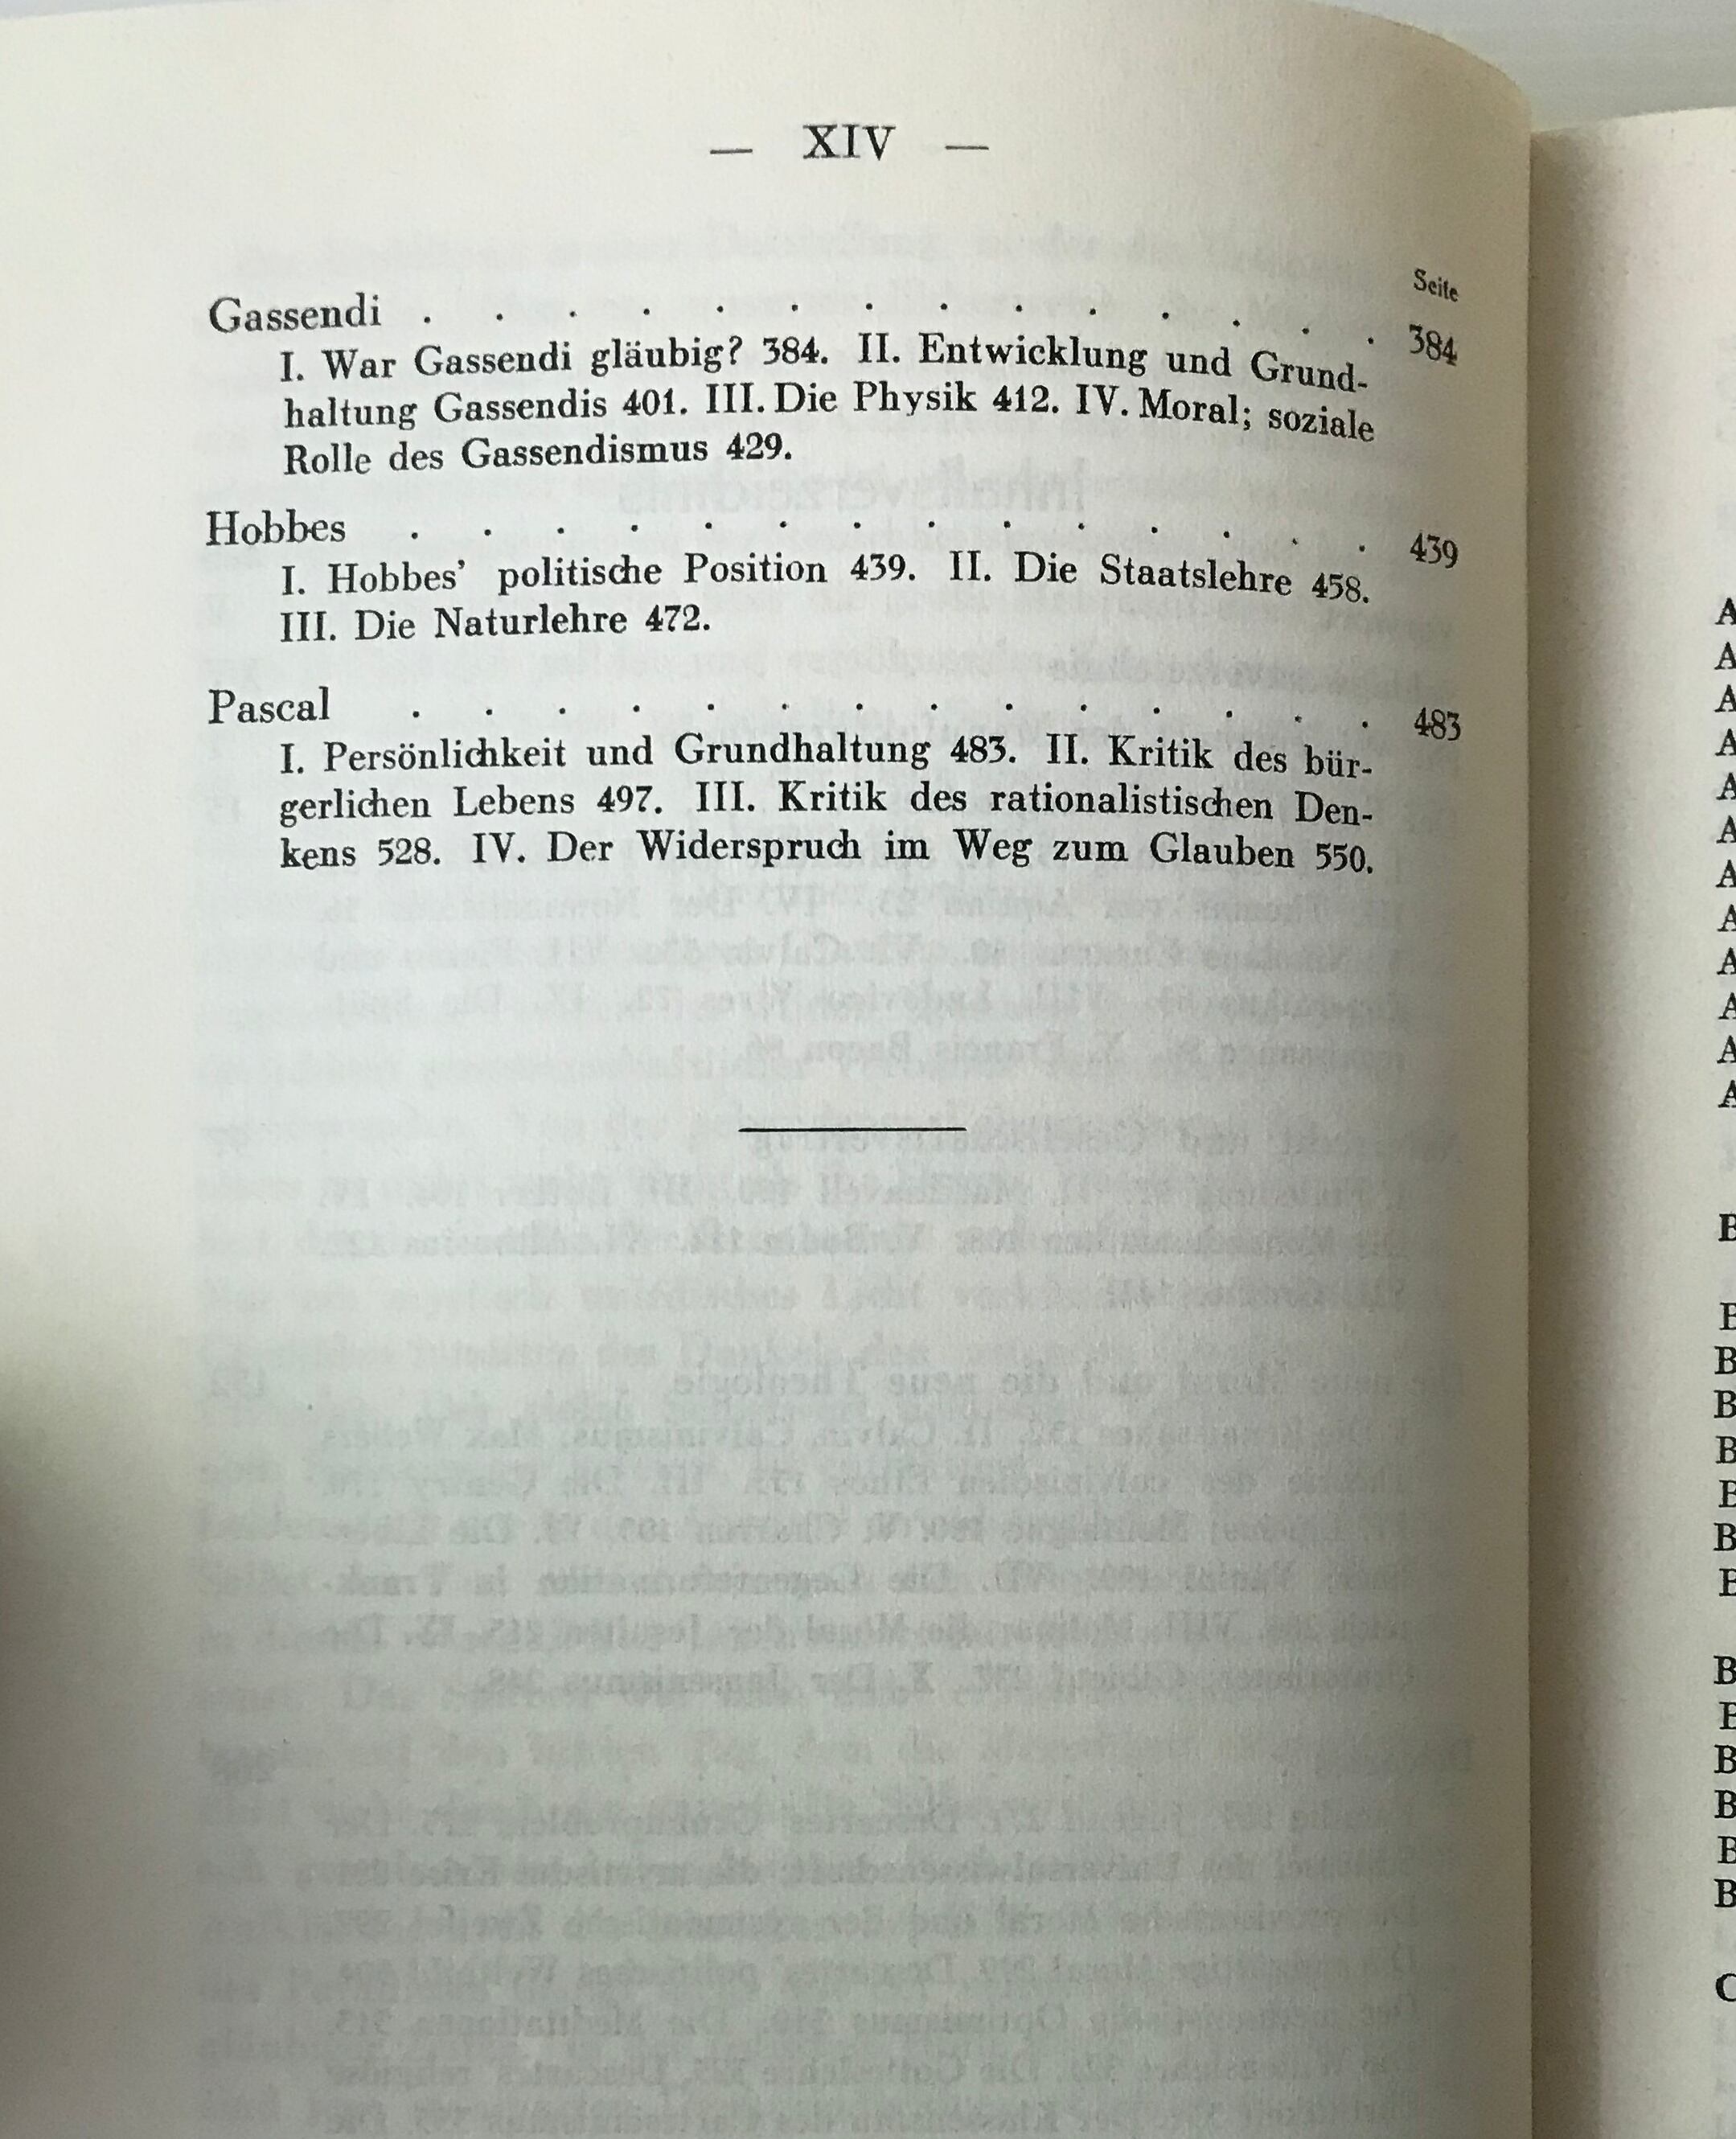 — XIV —
Seite
Gassendi . . . . . . . . . . . . . . 384
I. War Gassendi gläubig? 384. II. Entwicklung und Grund-
haltung Gassendis 401. III. Die Physik 412. IV. Moral; soziale
Rolle des Gassendismus 429.
Hobbes . . . . . . . . . . . . . . 439
I. Hobbes’ politische Position 439. II. Die Staatslehre 458.
III. Die Naturlehre 472.
Pascal . . . . . . . . . . . . . . 483
I. Persönlichkeit und Grundhaltung 483. II. Kritik des bür-
gerlichen Lebens 497. III. Kritik des rationalistischen Den-
kens 528. IV. Der Widerspruch im Weg zum Glauben 550.